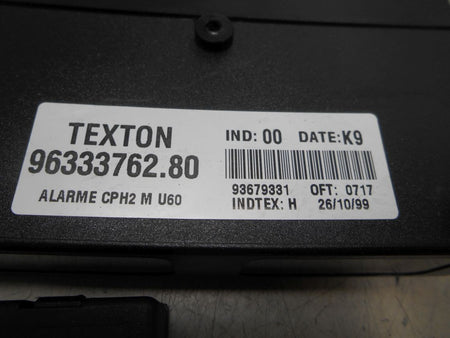 TEXTON
96333762.80
ALARME CPH2 M U60
IND: 00 DATE: K9
93679331 OFT: 0717
INDTEX: H 26/10/99